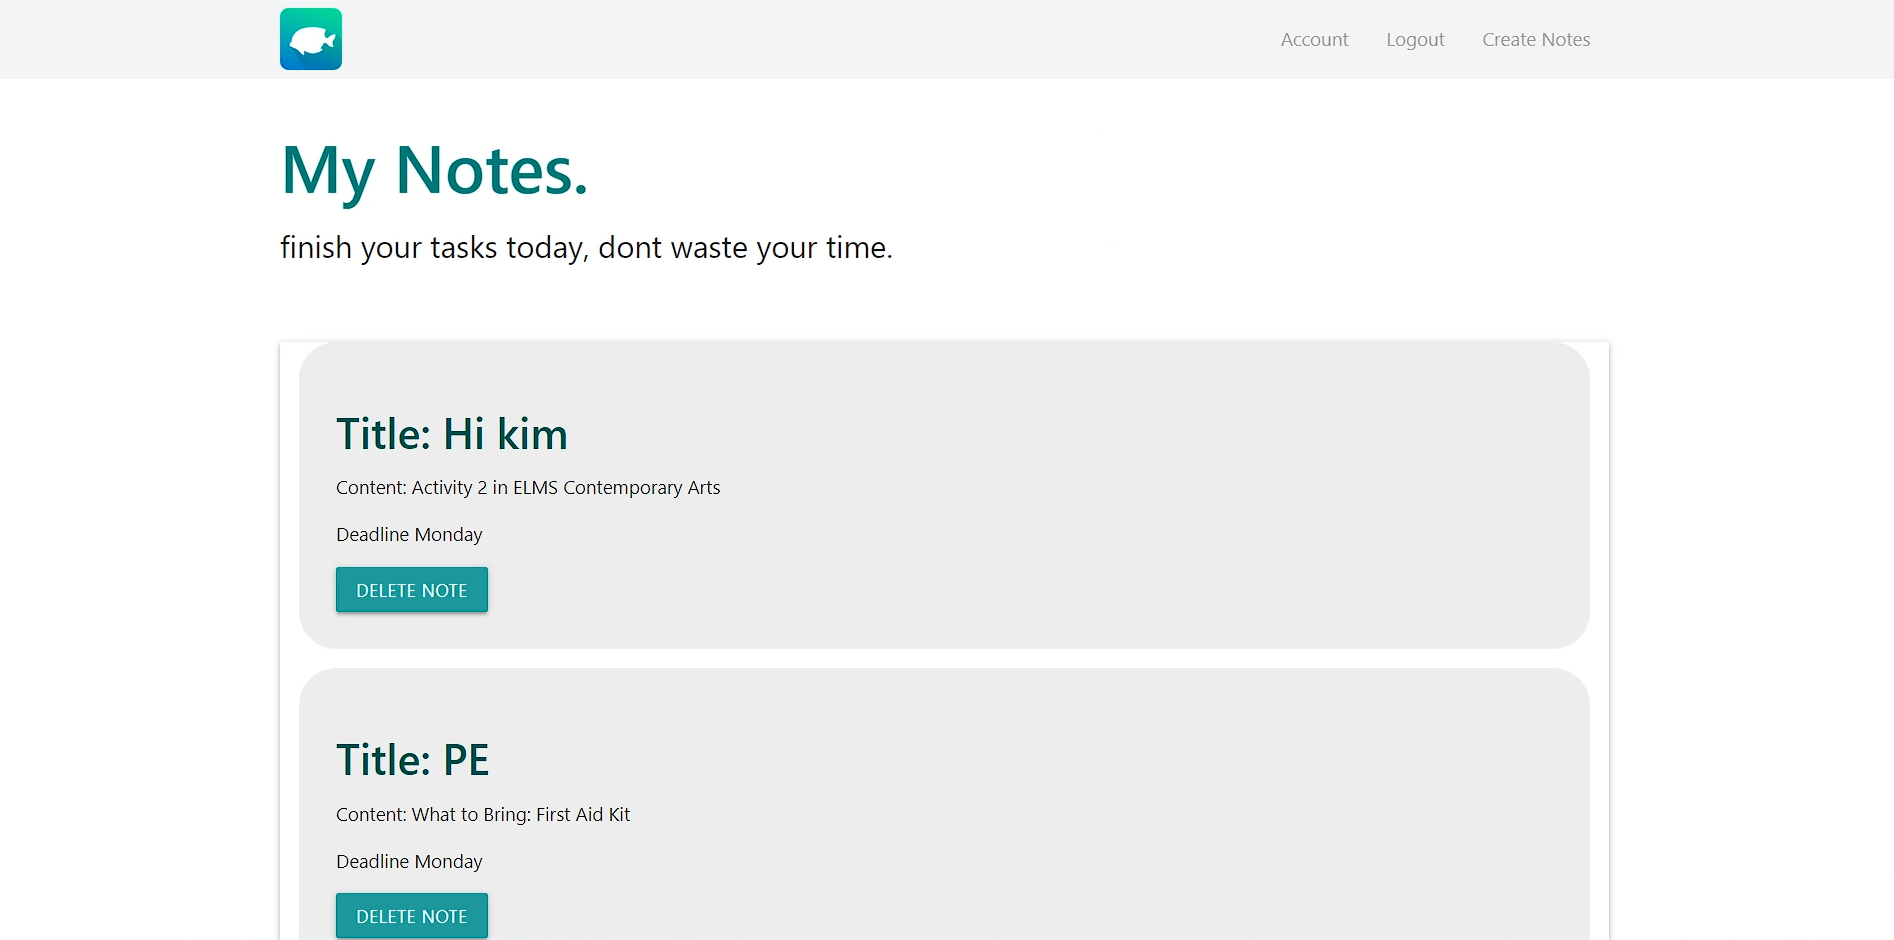 Account Logout Create Notes
My Notes.
finish your tasks today, dont waste your time.
Title: Hi kim
Content: Activity 2 in ELMS Contemporary Arts
Deadline Monday
DELETE NOTE
Title: PE
Content: What to Bring: First Aid Kit
Deadline Monday
DELETE NOTE